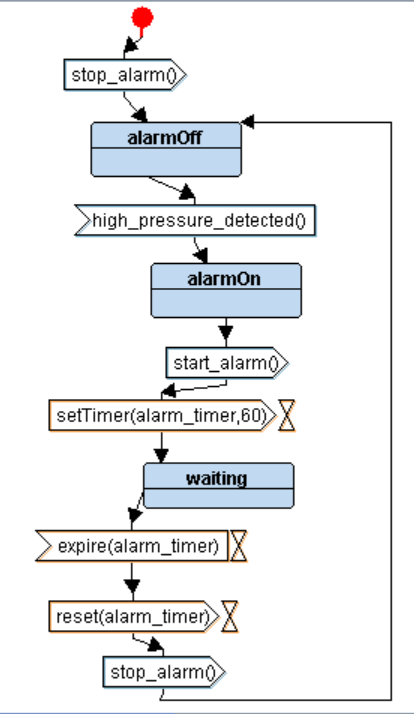 stop_alarm()
alarmOff
high_pressure_detected()
alarmOn
start_alarm()
setTimer(alarm_timer,60)
waiting
expire(alarm_timer)
reset(alarm_timer)
stop_alarm()